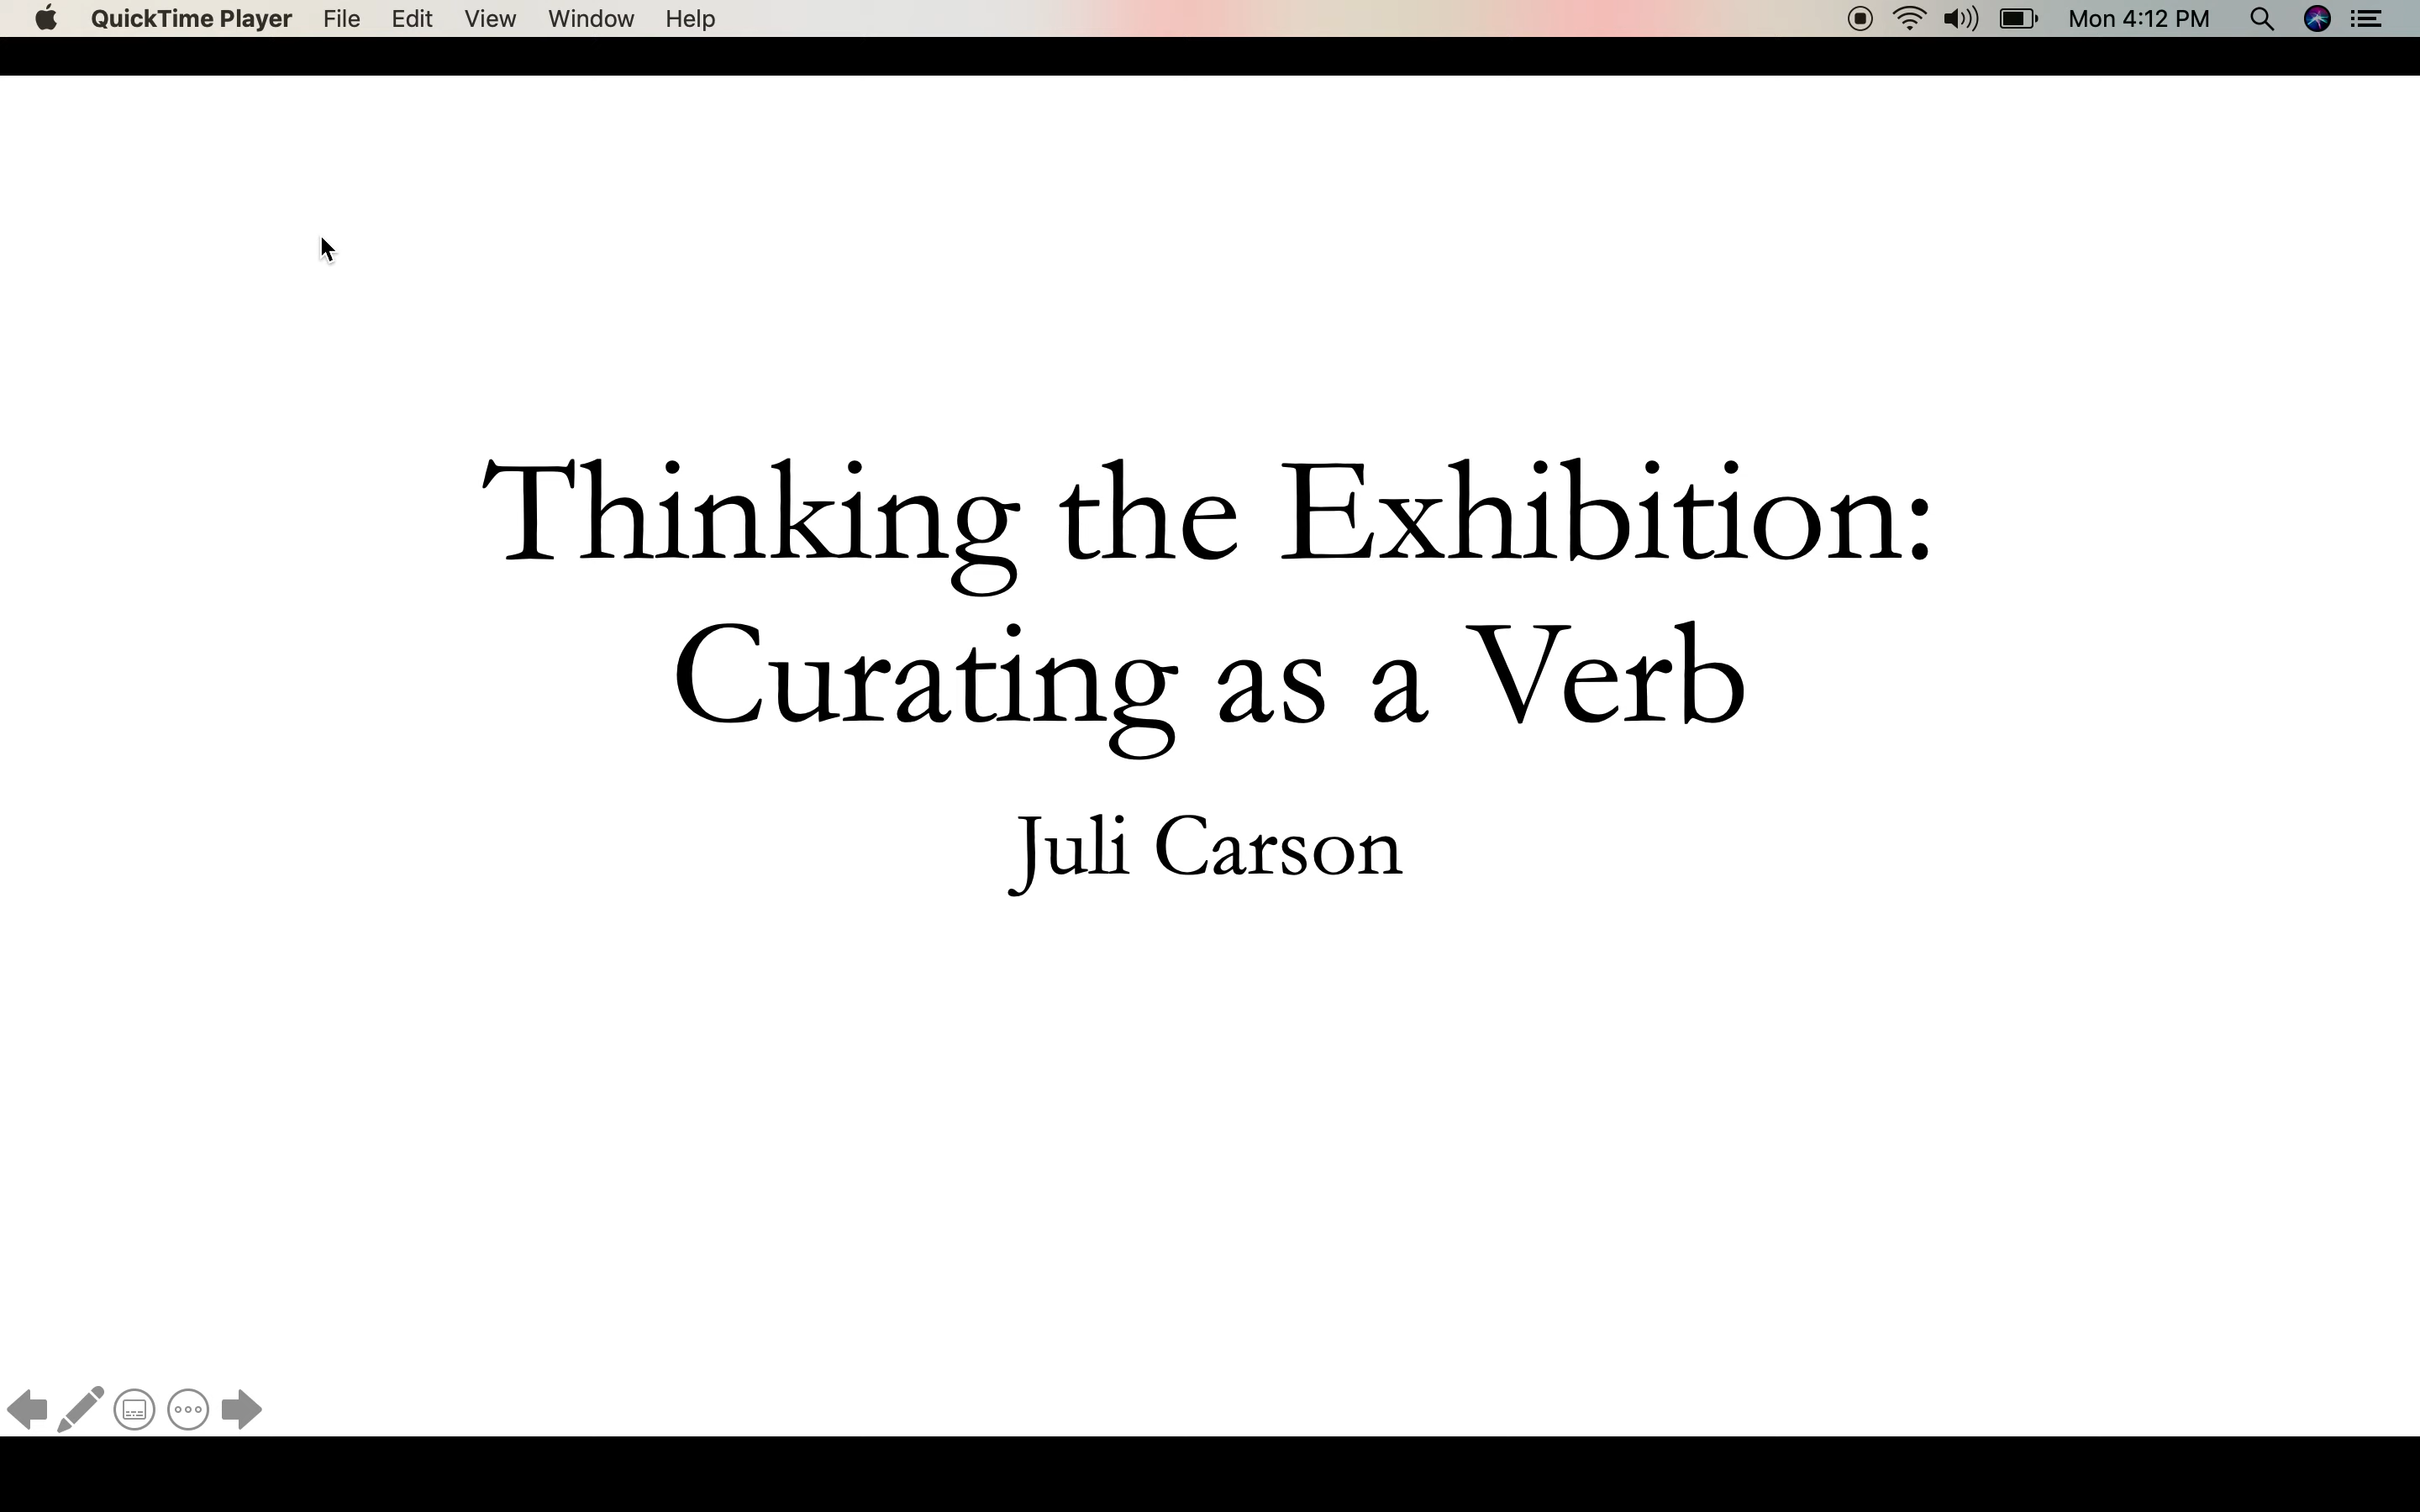 QuickTime Player File Edit View Window Help Mon 4:12 PM
Thinking the Exhibition:
Curating as a Verb
Juli Carson